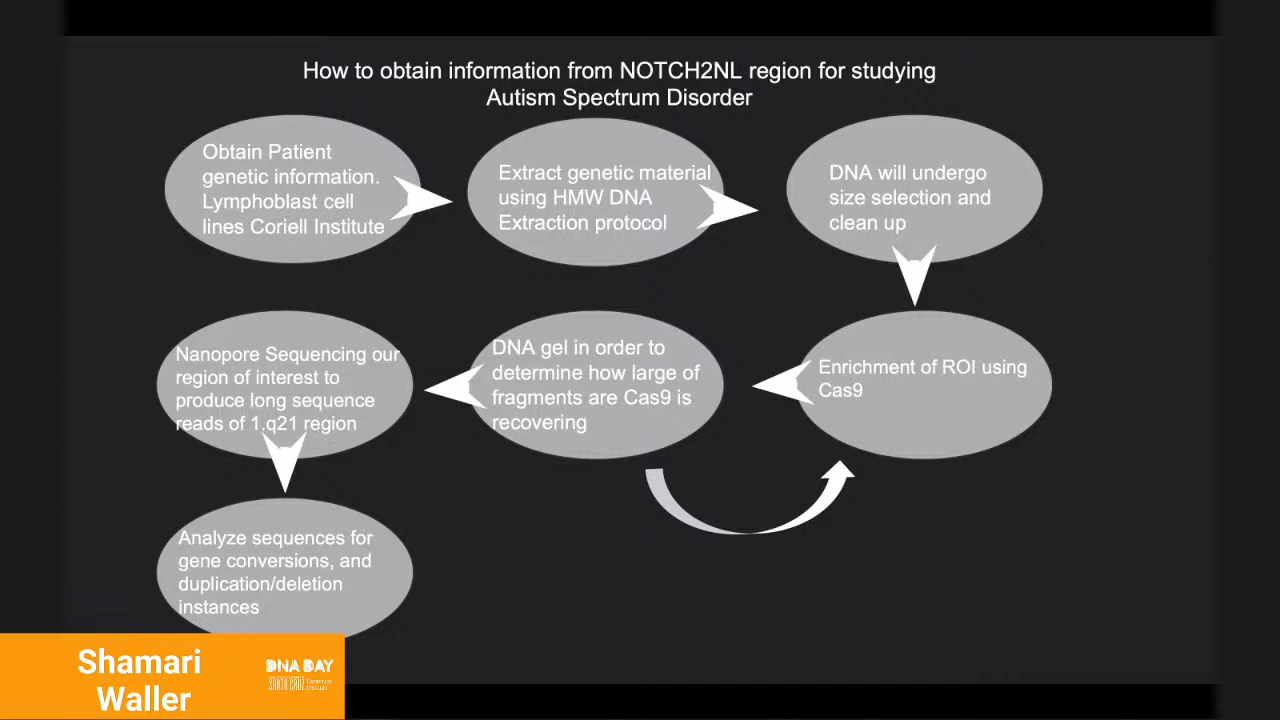 How to obtain information from NOTCH2NL region for studying
Autism Spectrum Disorder
Obtain Patient
genetic information.
Lymphoblast cell
lines Coriell Institute
Extract genetic material
using HMW DNA
Extraction protocol
DNA will undergo
size selection and
clean up
Enrichment of ROI using
Cas9
DNA gel in order to
determine how large of
fragments are Cas9 is
recovering
Nanopore Sequencing our
region of interest to
produce long sequence
reads of 1.q21 region
Analyze sequences for
gene conversions, and
duplication/deletion
instances
Shamari
Waller
DNA DAY
SANTA CRUZ Genomics
Institute